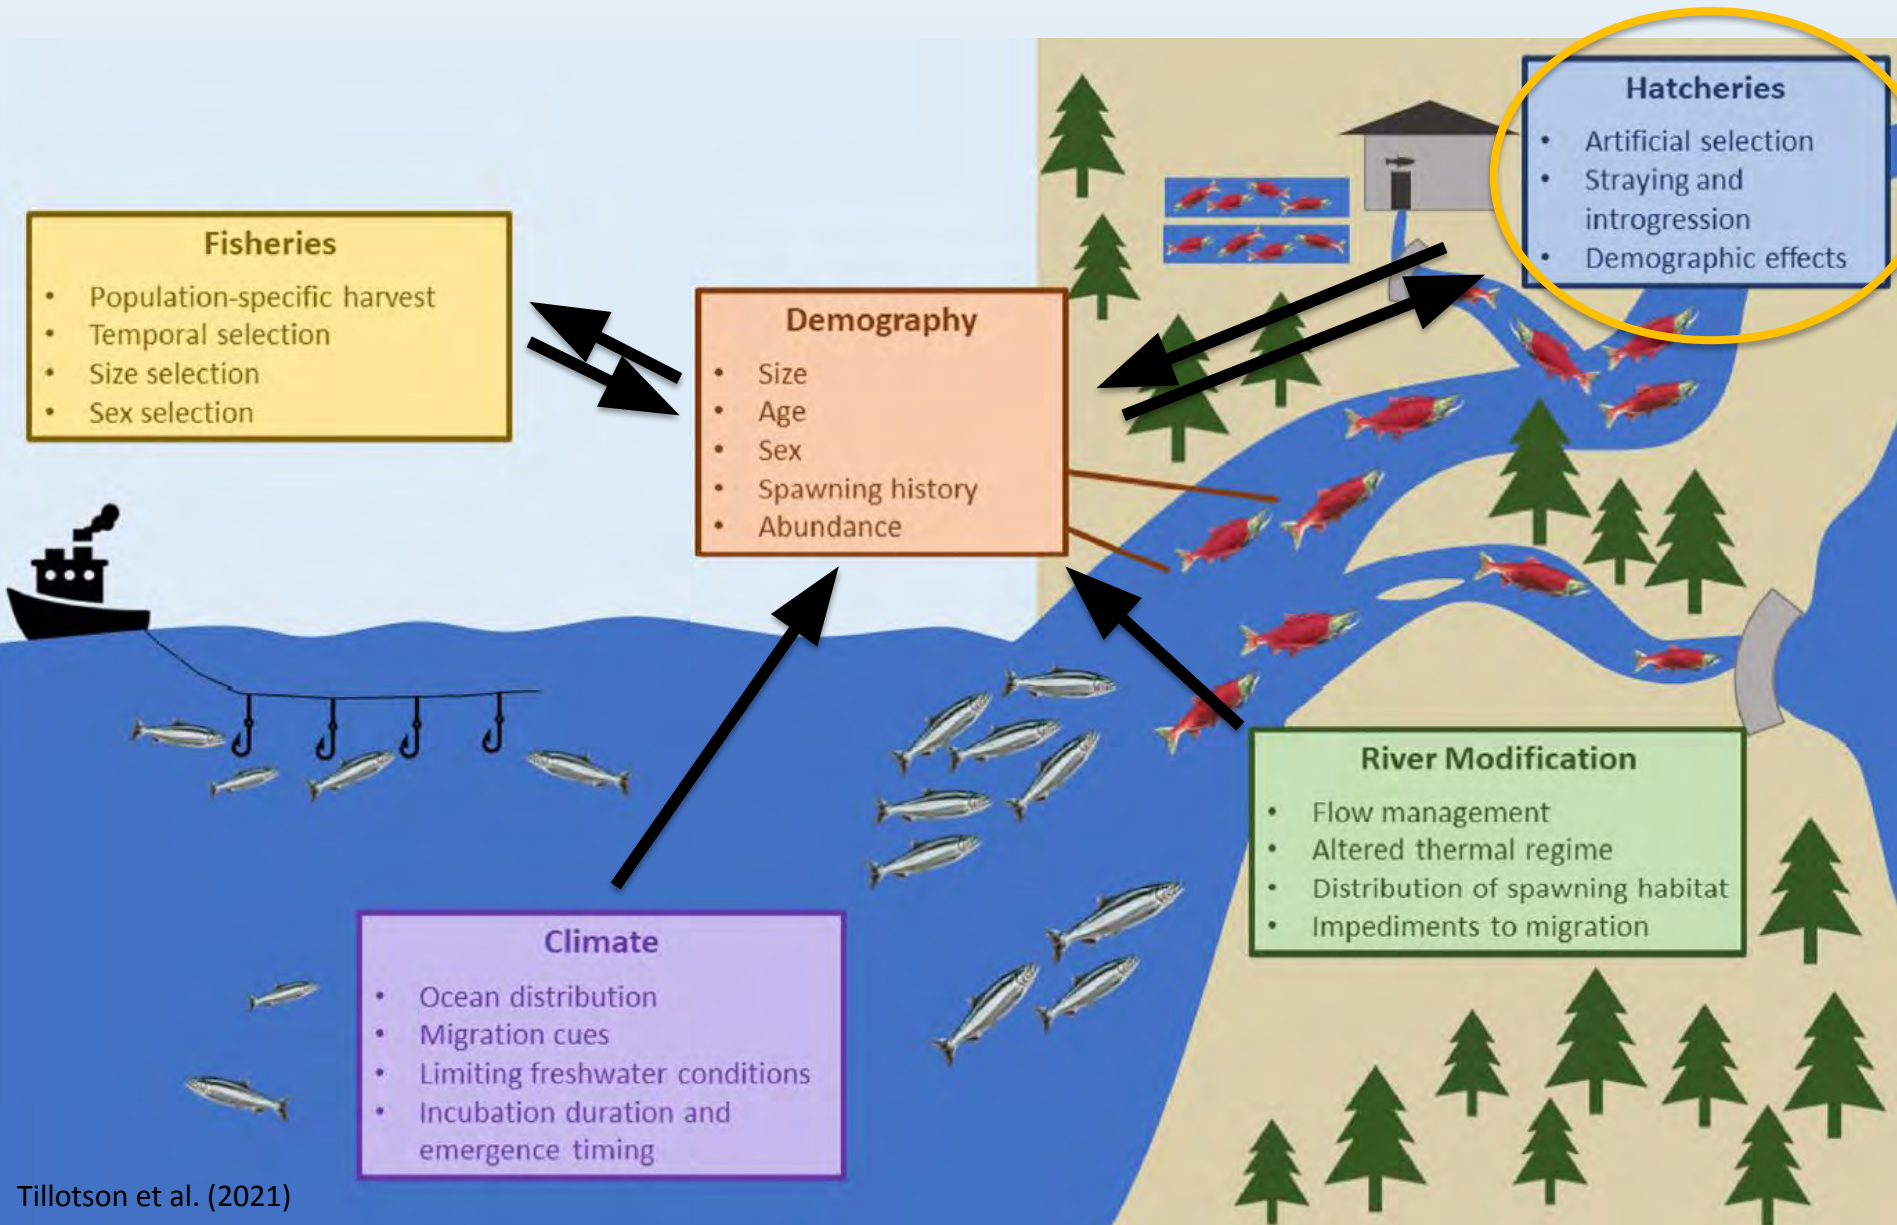 Hatcheries
• Artificial selection
• Straying and
introgression
• Demographic effects
Fisheries
• Population-specific harvest
• Temporal selection
• Size selection
• Sex selection
Demography
• Size
• Age
• Sex
• Spawning history
• Abundance
River Modification
• Flow management
• Altered thermal regime
• Distribution of spawning habitat
• Impediments to migration
Climate
• Ocean distribution
• Migration cues
• Limiting freshwater conditions
• Incubation duration and
emergence timing
Tillotson et al. (2021)